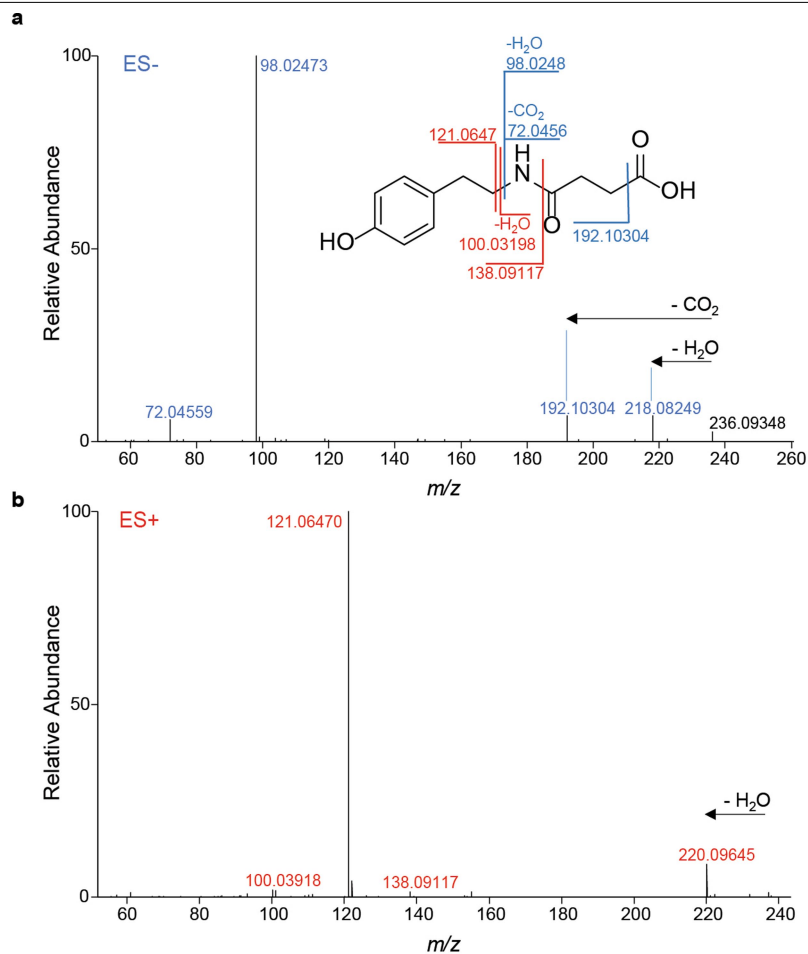 a
ES-
98.02473
-H₂O
98.0248
-CO₂
72.0456
121.0647
H
N
O
OH
O
HO
-H₂O
100.03198
138.09117
192.10304
- CO₂
- H₂O
72.04559
192.10304
218.08249
236.09348
100
50
0
Relative Abundance
60 80 100 120 140 160 180 200 220 240 260
m/z
b
ES+
121.06470
- H₂O
220.09645
100.03918
138.09117
100
50
0
Relative Abundance
60 80 100 120 140 160 180 200 220 240
m/z